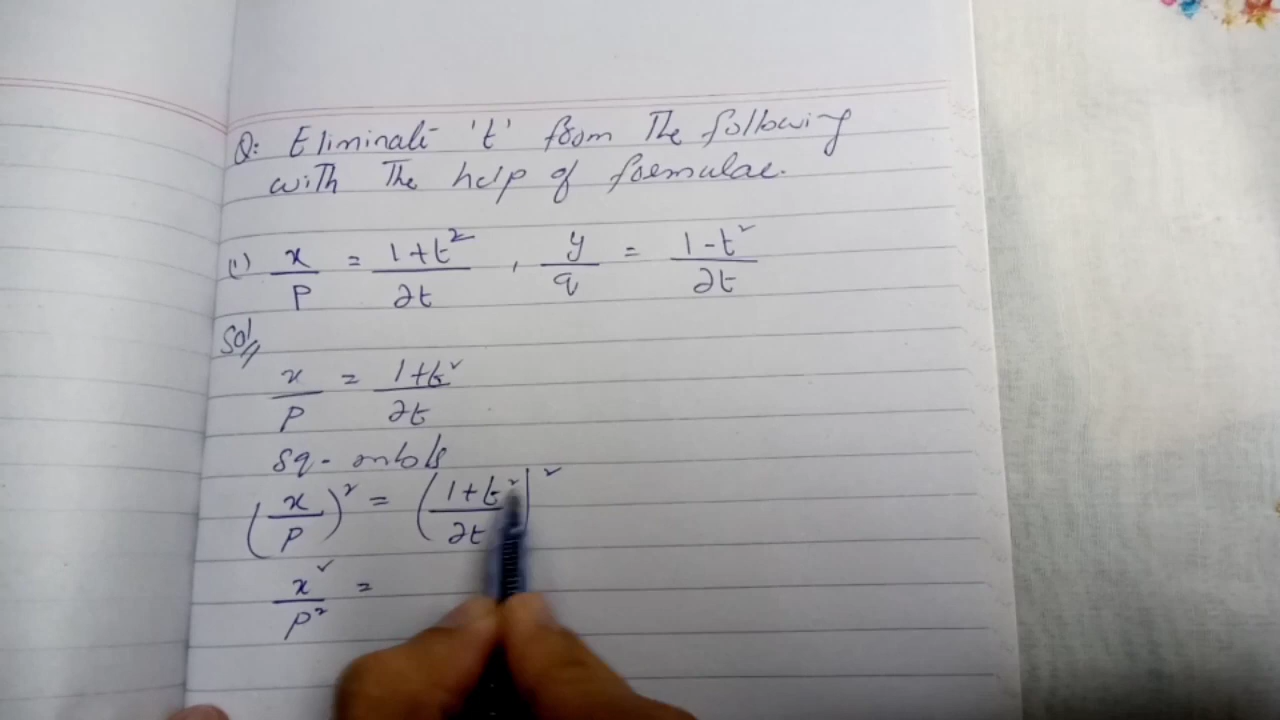 Q: Eliminate 't' from The following
with The help of formulae.
(1) x/p = 1+t²/2t , y/q = 1-t²/2t
Sol
x/p = 1+t²/2t
sq. on b/s
(x/p)² = (1+t²/2t)²
x²/p² =